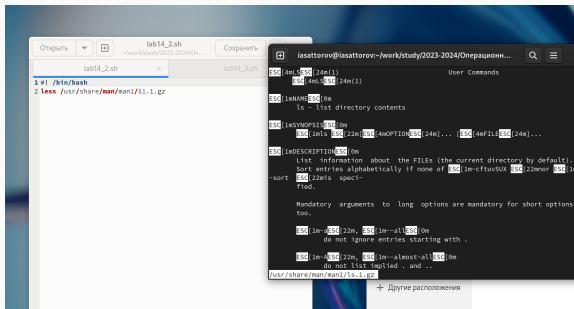 Открыть
lab14_2.sh
~/work/study/2023-2024/Оп...
Сохранить
lab14_2.sh
lab14_3.sh
1 #! /bin/bash
2 less /usr/share/man/man1/$1.1.gz
iasattorov@iasattorov:~/work/study/2023-2024/Операционн...
ESC[4mLSESC[24m(1) User Commands
ESC[4mLSESC[24m(1)
ESC[1mNAMEESC[0m
ls - list directory contents
ESC[1mSYNOPSISESC[0m
ESC[1mls ESC[22m[ESC[4mOPTIONESC[24m]... [ESC[4mFILEESC[24m]...
ESC[1mDESCRIPTIONESC[0m
List information about the FILEs (the current directory by default).
Sort entries alphabetically if none of ESC[1m-cftuvSUX ESC[22mnor ESC[1m
-sort ESC[22mis speci-
fied.
Mandatory arguments to long options are mandatory for short options
too.
ESC[1m-aESC[22m, ESC[1m--allESC[0m
do not ignore entries starting with .
ESC[1m-AESC[22m, ESC[1m--almost-allESC[0m
do not list implied . and ..
/usr/share/man/man1/ls.1.gz
+ Другие расположения